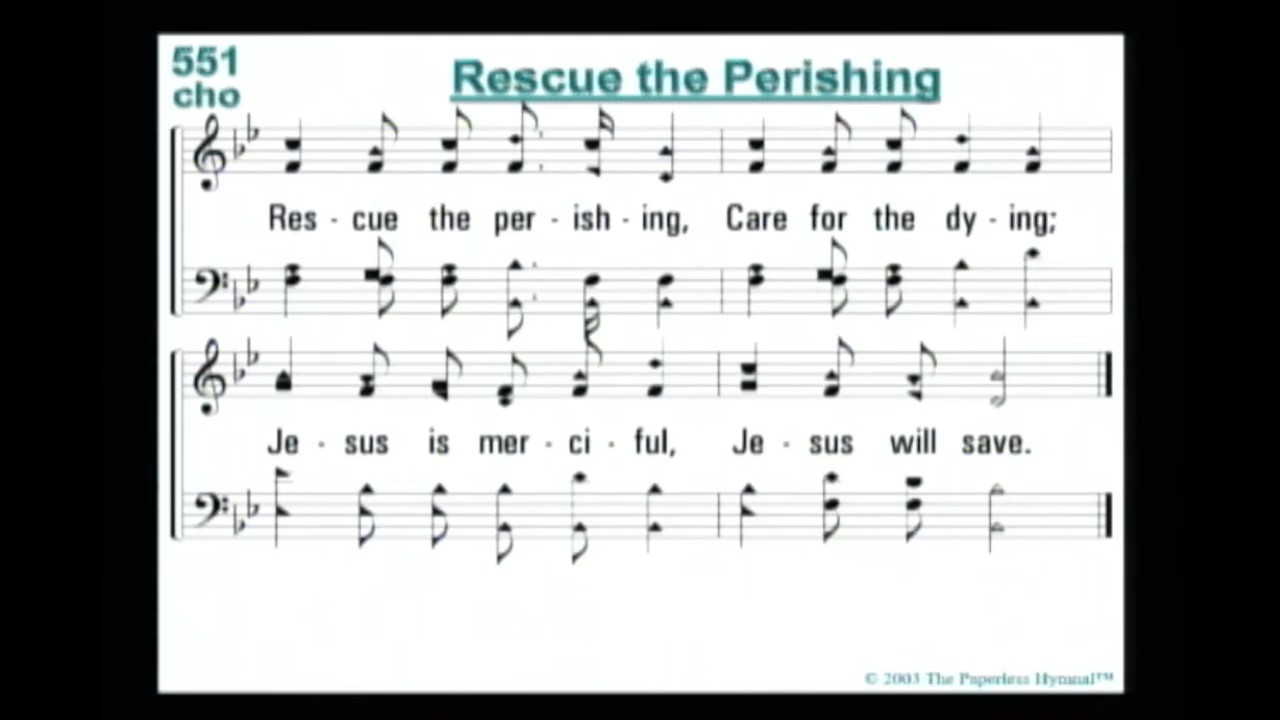 551
cho
Rescue the Perishing
Res - cue the per - ish - ing, Care for the dy - ing;
Je - sus is mer - ci - ful, Je - sus will save.
© 2003 The Paperless Hymnal™